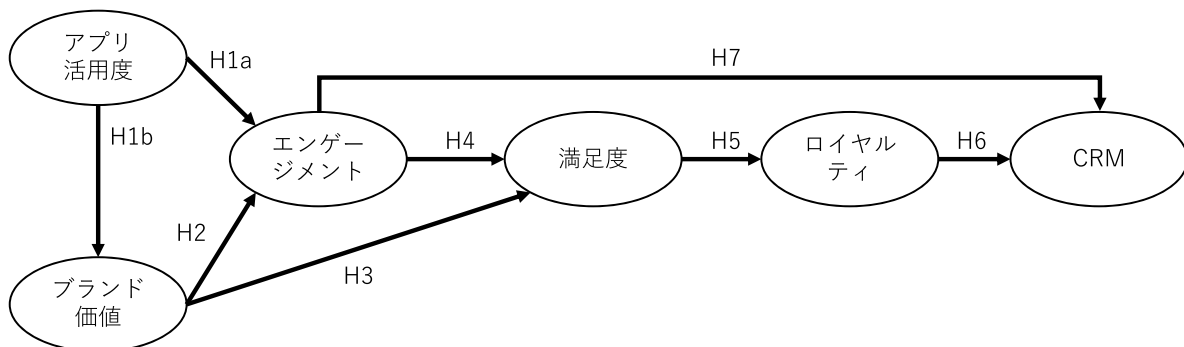 アプリ
活用度
H1a
H7
H1b
エンゲー
ジメント
H4
満足度
H5
ロイヤル
ティ
H6
CRM
H2
H3
ブランド
価値